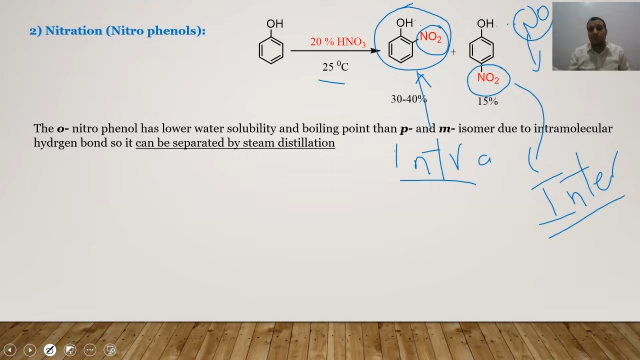 2) Nitration (Nitro phenols):
OH
20 % HNO3
25 ⁰C
OH
NO2
+
OH
NO2
NO
30-40%
15%
The o- nitro phenol has lower water solubility and boiling point than p- and m- isomer due to intramolecular
hydrgen bond so it can be separated by steam distillation
Intra
Inter